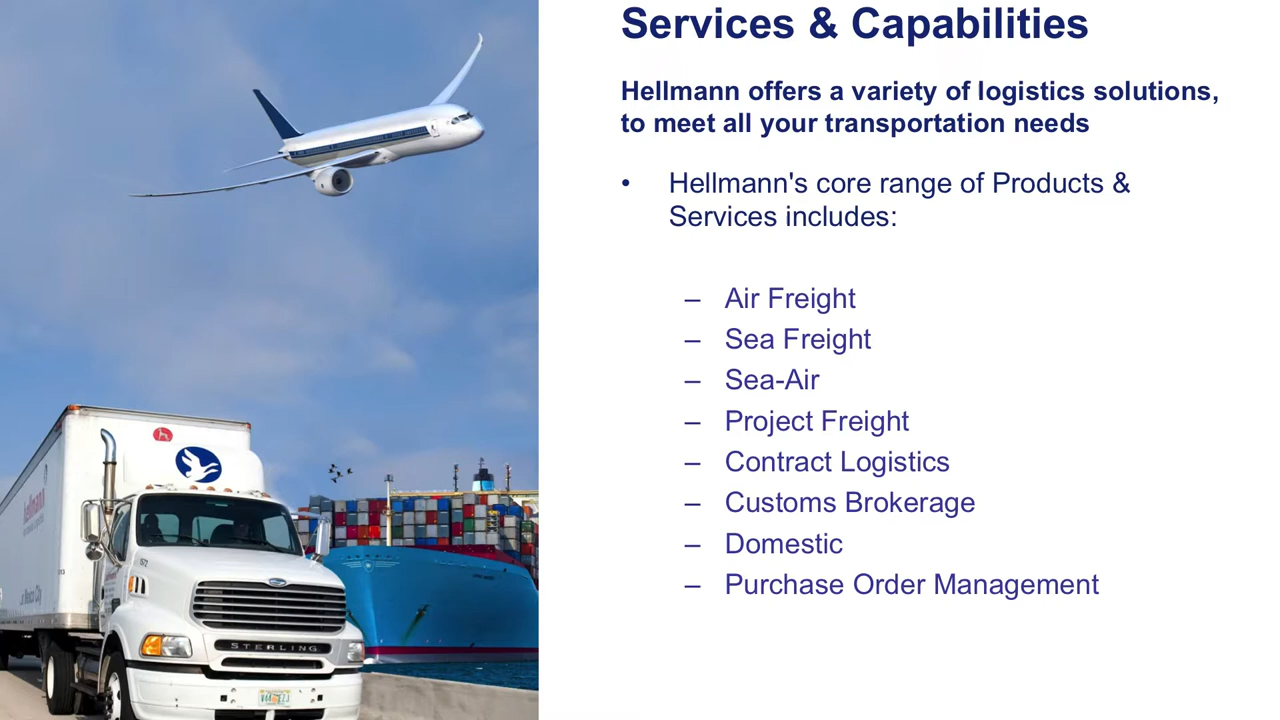 Services & Capabilities
Hellmann offers a variety of logistics solutions,
to meet all your transportation needs
• Hellmann's core range of Products &
Services includes:
– Air Freight
– Sea Freight
– Sea-Air
– Project Freight
– Contract Logistics
– Customs Brokerage
– Domestic
– Purchase Order Management
hellmann
STERLING